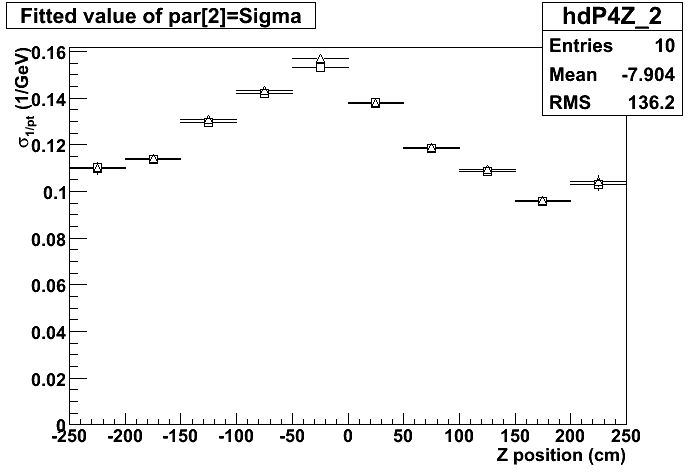 Fitted value of par[2]=Sigma
hdP4Z_2
Entries 10
Mean -7.904
RMS 136.2
σ1/pt (1/GeV)
0.16
0.14
0.12
0.1
0.08
0.06
0.04
0.02
0
-250 -200 -150 -100 -50 0 50 100 150 200 250
Z position (cm)